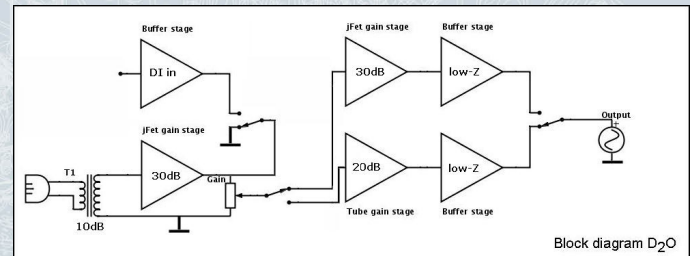 jFet gain stage
Buffer stage
Buffer stage
DI in
30dB
low-Z
jFet gain stage
Output
+
T1
30dB
Gain
20dB
low-Z
10dB
Tube gain stage
Buffer stage
Block diagram D₂O